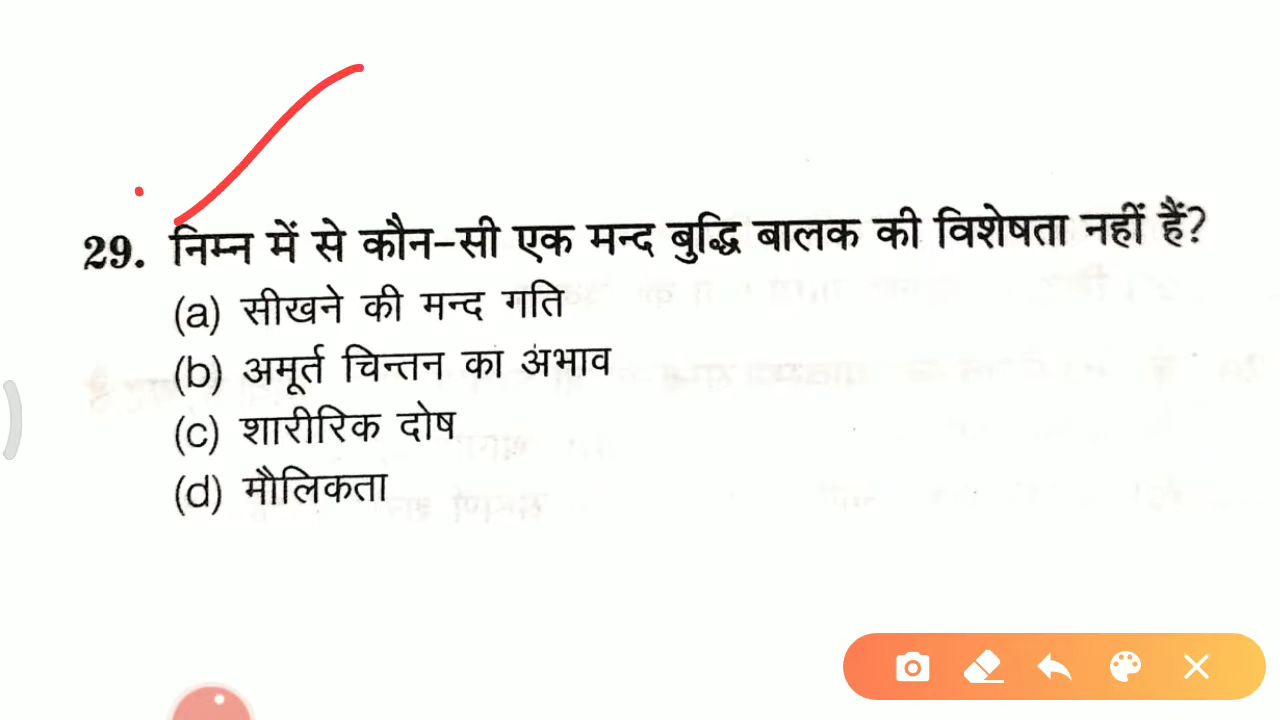 29. निम्न में से कौन-सी एक मन्द बुद्धि बालक की विशेषता नहीं हैं?
(a) सीखने की मन्द गति
(b) अमूर्त चिन्तन का अभाव
(c) शारीरिक दोष
(d) मौलिकता